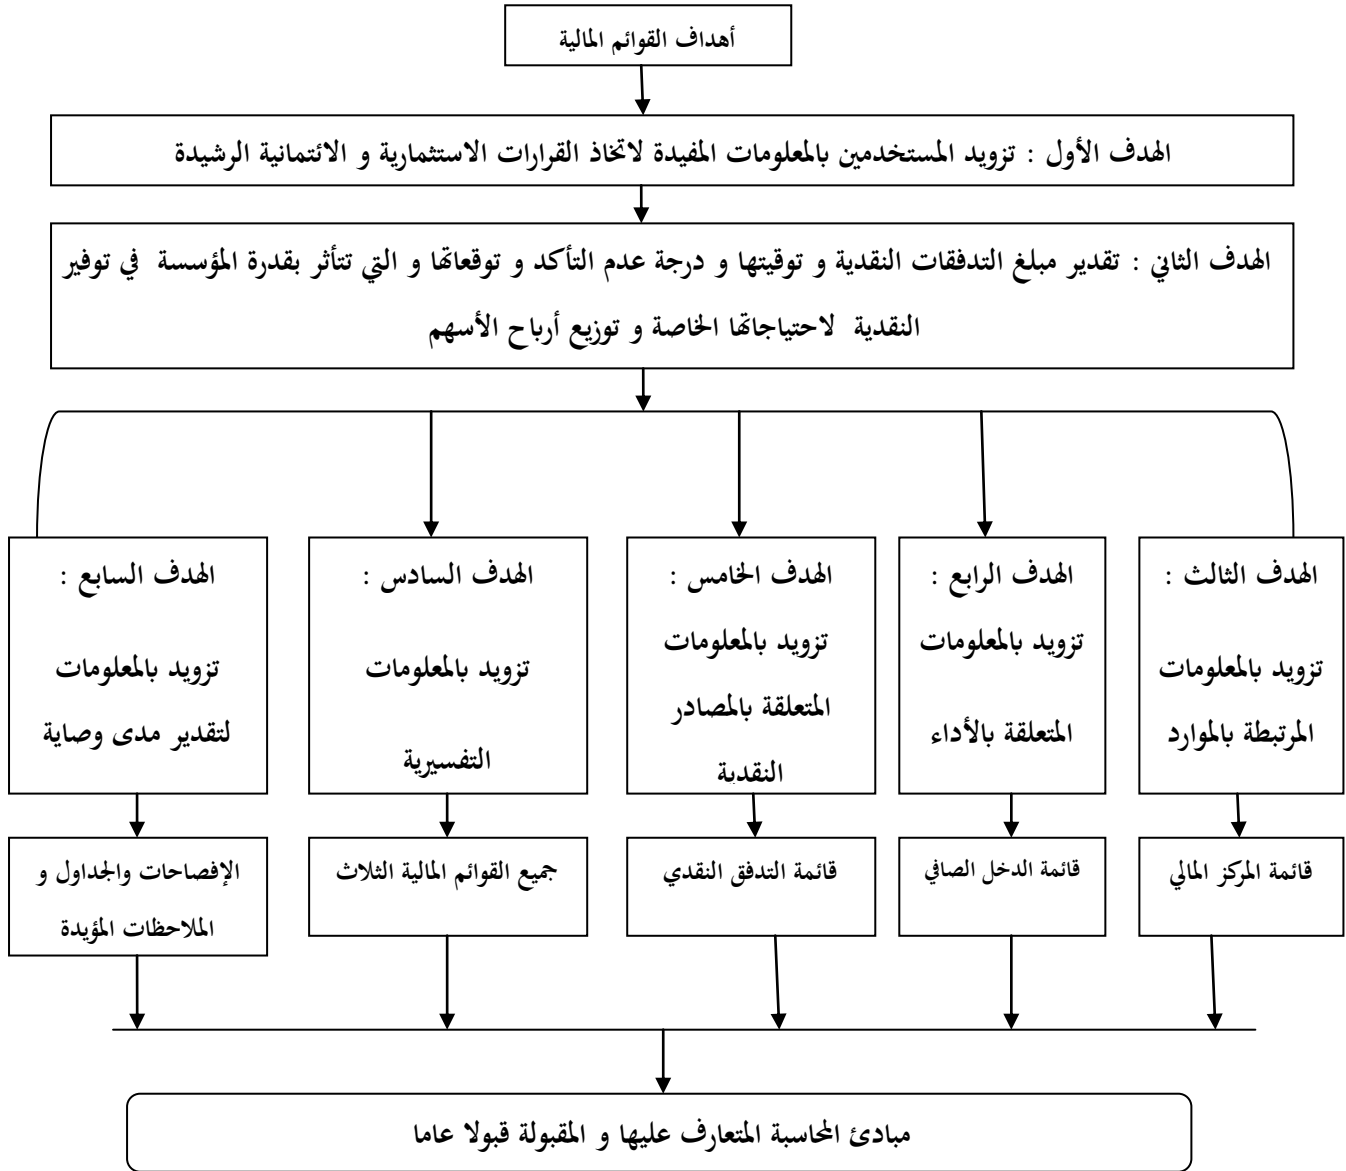 أهداف القوائم المالية
الهدف الأول : تزويد المستخدمين بالمعلومات المفيدة لاتخاذ القرارات الاستثمارية و الائتمانية الرشيدة
الهدف الثاني : تقدير مبلغ التدفقات النقدية و توقيتها و درجة عدم التأكد و توقعاتها و التي تتأثر بقدرة المؤسسة في توفير
النقدية لاحتياجاتها الخاصة و توزيع أرباح الأسهم
الهدف الثالث :
تزويد بالمعلومات
المرتبطة بالموارد
الهدف الرابع :
تزويد بالمعلومات
المتعلقة بالأداء
الهدف الخامس :
تزويد بالمعلومات
المتعلقة بالمصادر
النقدية
الهدف السادس :
تزويد بالمعلومات
التفسيرية
الهدف السابع :
تزويد بالمعلومات
لتقدير مدى وصاية
قائمة المركز المالي
قائمة الدخل الصافي
قائمة التدفق النقدي
جميع القوائم المالية الثلاث
الإفصاحات والجداول و
الملاحظات المؤيدة
مبادئ المحاسبة المتعارف عليها و المقبولة قبولا عاما